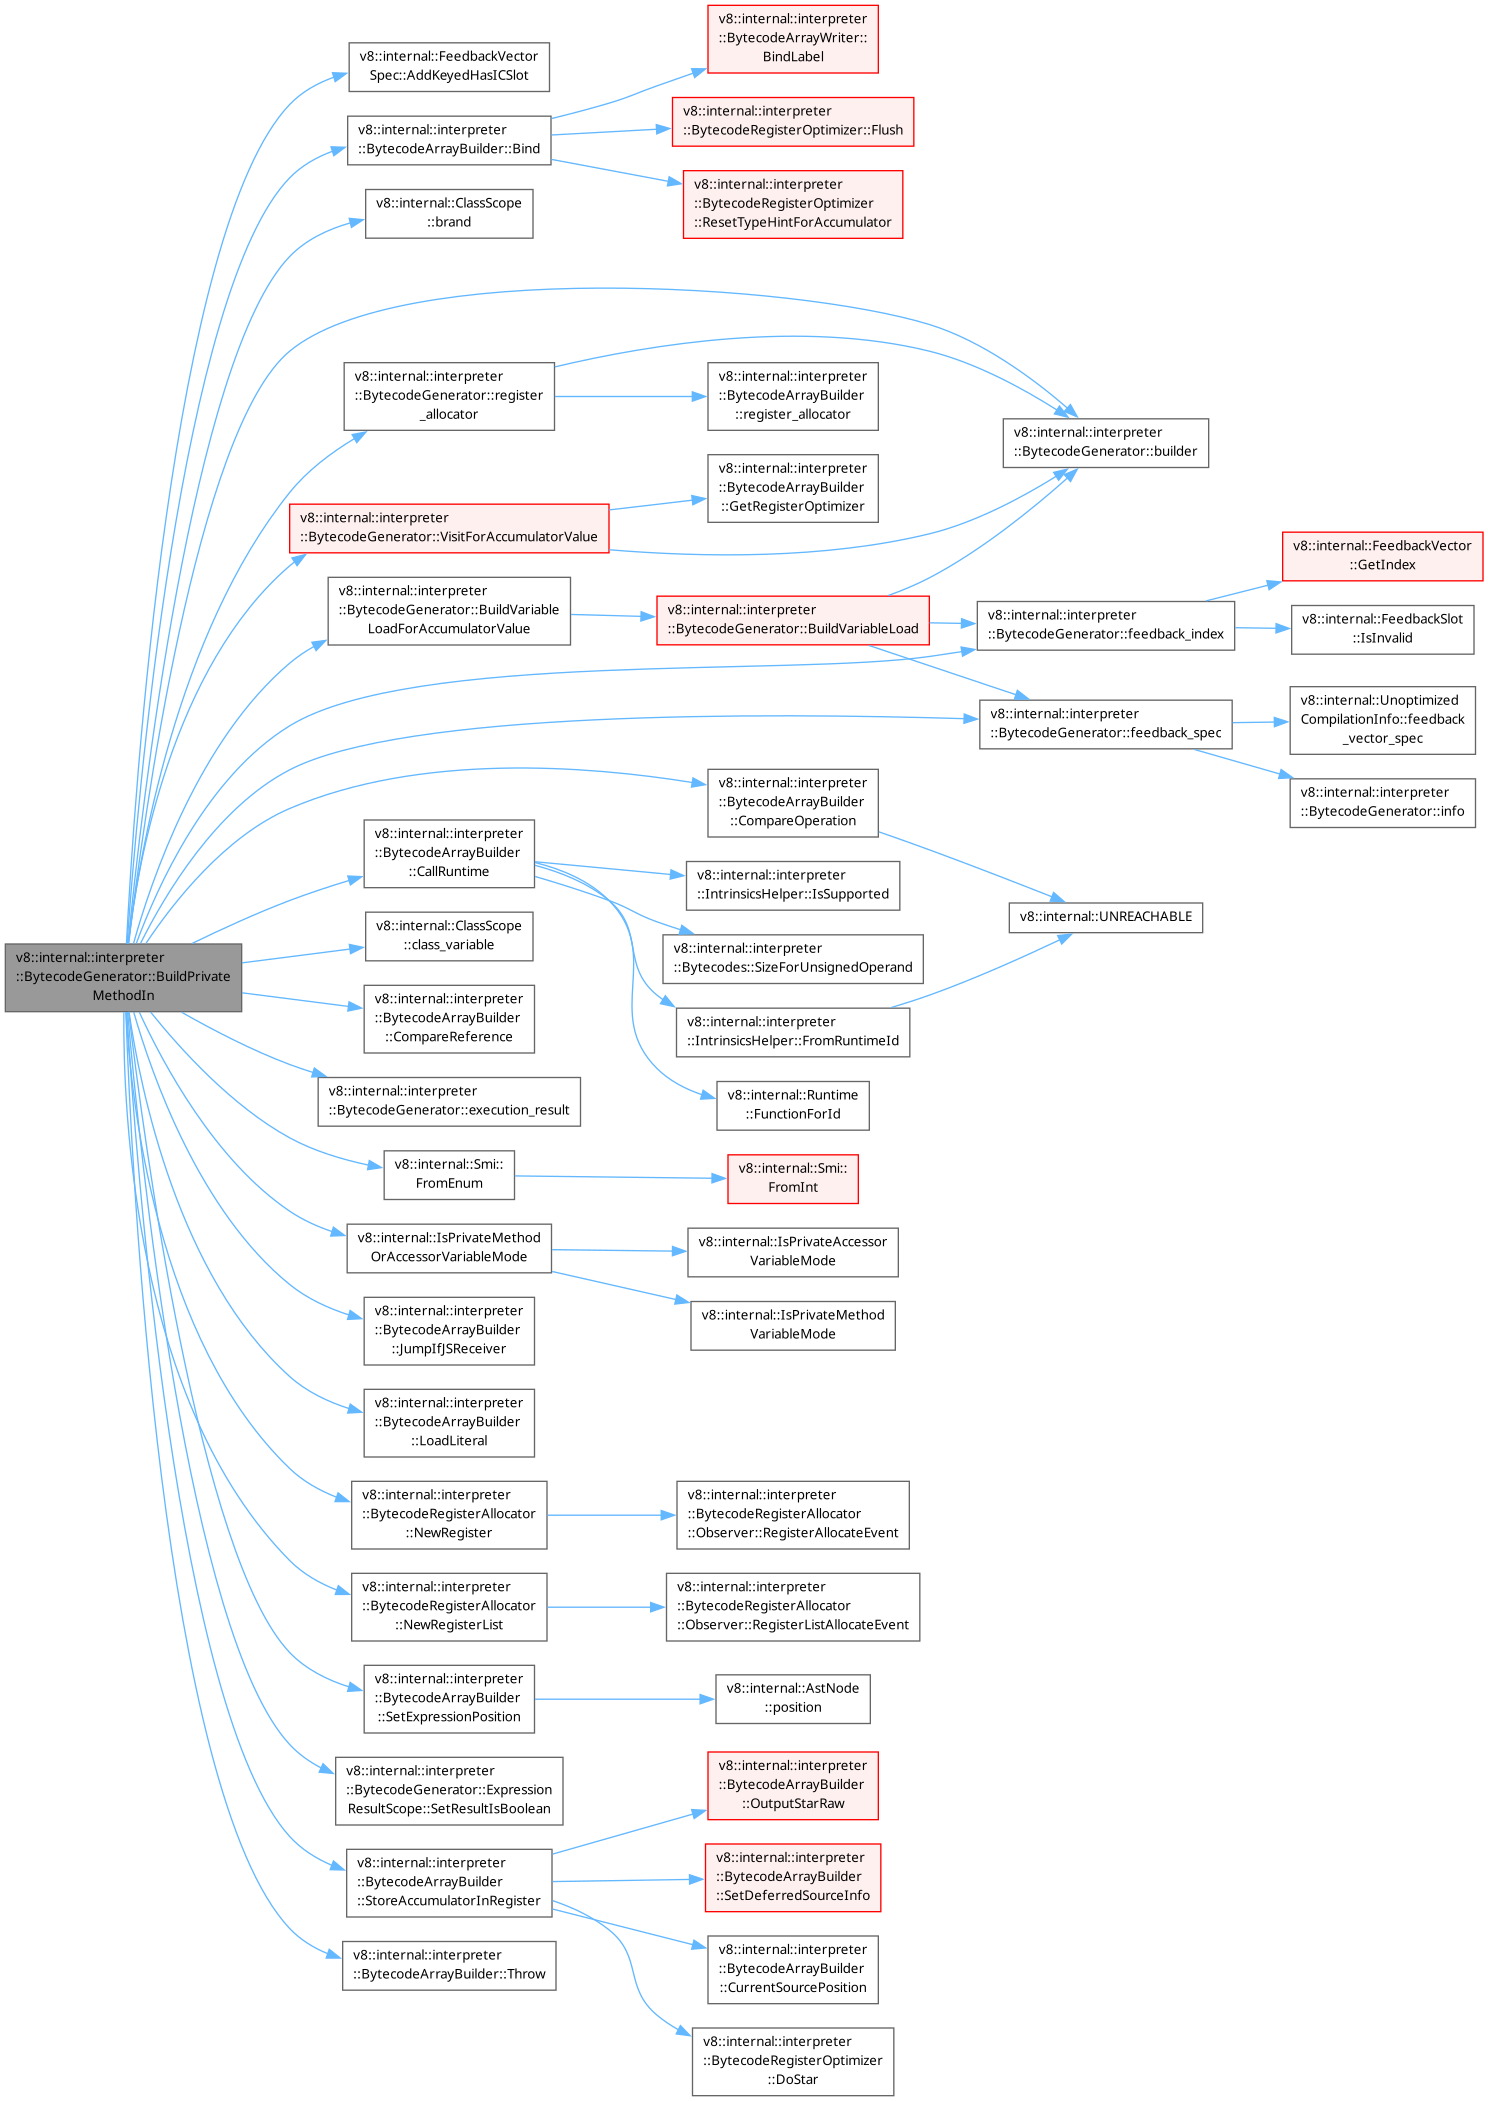 v8::internal::interpreter
::BytecodeGenerator::BuildPrivate
MethodIn
v8::internal::FeedbackVector
Spec::AddKeyedHasICSlot
v8::internal::interpreter
::BytecodeArrayBuilder::Bind
v8::internal::interpreter
::BytecodeArrayWriter::
BindLabel
v8::internal::interpreter
::BytecodeRegisterOptimizer::Flush
v8::internal::interpreter
::BytecodeRegisterOptimizer
::ResetTypeHintForAccumulator
v8::internal::ClassScope
::brand
v8::internal::interpreter
::BytecodeGenerator::register
_allocator
v8::internal::interpreter
::BytecodeArrayBuilder
::register_allocator
v8::internal::interpreter
::BytecodeGenerator::builder
v8::internal::interpreter
::BytecodeArrayBuilder
::GetRegisterOptimizer
v8::internal::interpreter
::BytecodeGenerator::VisitForAccumulatorValue
v8::internal::interpreter
::BytecodeGenerator::BuildVariable
LoadForAccumulatorValue
v8::internal::interpreter
::BytecodeGenerator::BuildVariableLoad
v8::internal::interpreter
::BytecodeGenerator::feedback_index
v8::internal::FeedbackVector
::GetIndex
v8::internal::FeedbackSlot
::IsInvalid
v8::internal::interpreter
::BytecodeGenerator::feedback_spec
v8::internal::Unoptimized
CompilationInfo::feedback
_vector_spec
v8::internal::interpreter
::BytecodeGenerator::info
v8::internal::interpreter
::BytecodeArrayBuilder
::CompareOperation
v8::internal::interpreter
::BytecodeArrayBuilder
::CallRuntime
v8::internal::interpreter
::IntrinsicsHelper::IsSupported
v8::internal::UNREACHABLE
v8::internal::interpreter
::Bytecodes::SizeForUnsignedOperand
v8::internal::interpreter
::IntrinsicsHelper::FromRuntimeId
v8::internal::Runtime
::FunctionForId
v8::internal::ClassScope
::class_variable
v8::internal::interpreter
::BytecodeArrayBuilder
::CompareReference
v8::internal::interpreter
::BytecodeGenerator::execution_result
v8::internal::Smi::
FromEnum
v8::internal::Smi::
FromInt
v8::internal::IsPrivateMethod
OrAccessorVariableMode
v8::internal::IsPrivateAccessor
VariableMode
v8::internal::IsPrivateMethod
VariableMode
v8::internal::interpreter
::BytecodeArrayBuilder
::JumpIfJSReceiver
v8::internal::interpreter
::BytecodeArrayBuilder
::LoadLiteral
v8::internal::interpreter
::BytecodeRegisterAllocator
::NewRegister
v8::internal::interpreter
::BytecodeRegisterAllocator
::Observer::RegisterAllocateEvent
v8::internal::interpreter
::BytecodeRegisterAllocator
::NewRegisterList
v8::internal::interpreter
::BytecodeRegisterAllocator
::Observer::RegisterListAllocateEvent
v8::internal::interpreter
::BytecodeArrayBuilder
::SetExpressionPosition
v8::internal::AstNode
::position
v8::internal::interpreter
::BytecodeGenerator::Expression
ResultScope::SetResultIsBoolean
v8::internal::interpreter
::BytecodeArrayBuilder
::OutputStarRaw
v8::internal::interpreter
::BytecodeArrayBuilder
::StoreAccumulatorInRegister
v8::internal::interpreter
::BytecodeArrayBuilder
::SetDeferredSourceInfo
v8::internal::interpreter
::BytecodeArrayBuilder
::CurrentSourcePosition
v8::internal::interpreter
::BytecodeArrayBuilder::Throw
v8::internal::interpreter
::BytecodeRegisterOptimizer
::DoStar